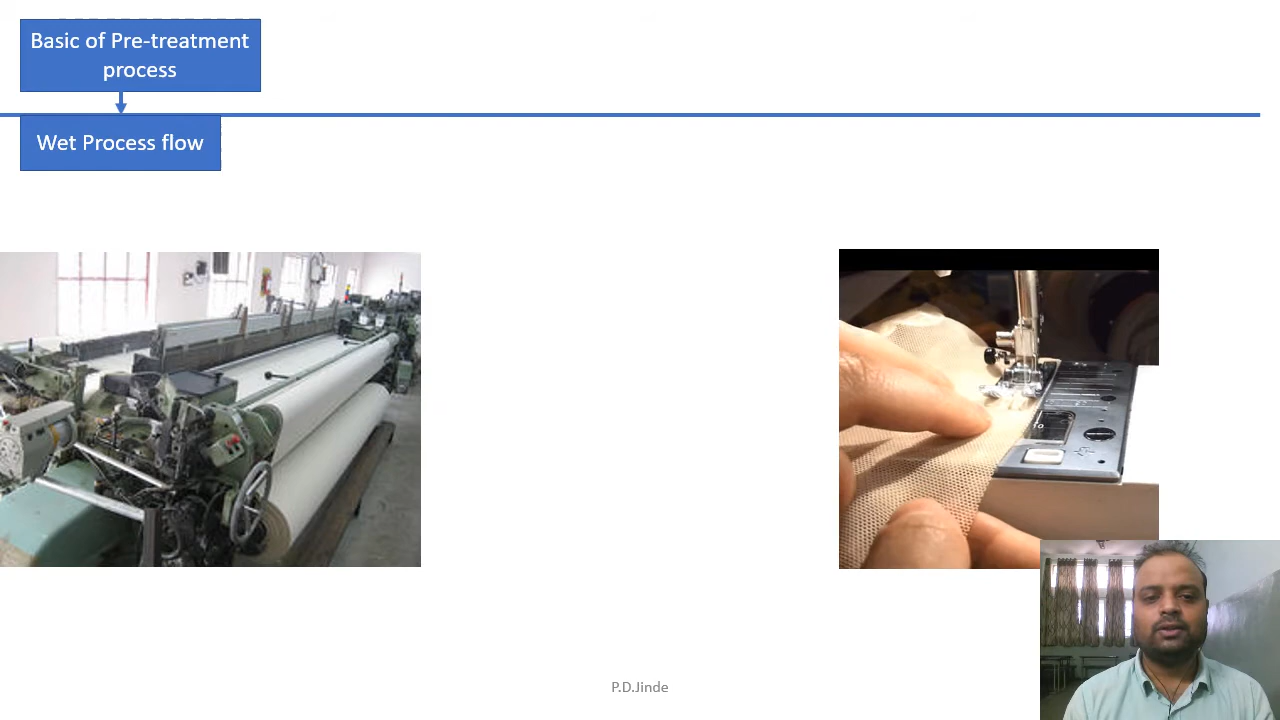 Basic of Pre-treatment
process
Wet Process flow
P.D.Jinde